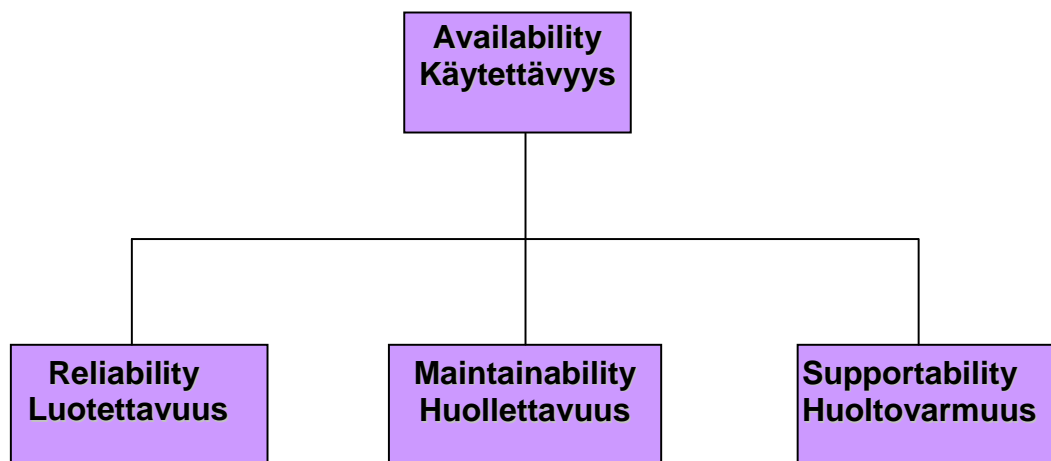 Availability
Käytettävyys
Reliability
Luotettavuus
Maintainability
Huollettavuus
Supportability
Huoltovarmuus